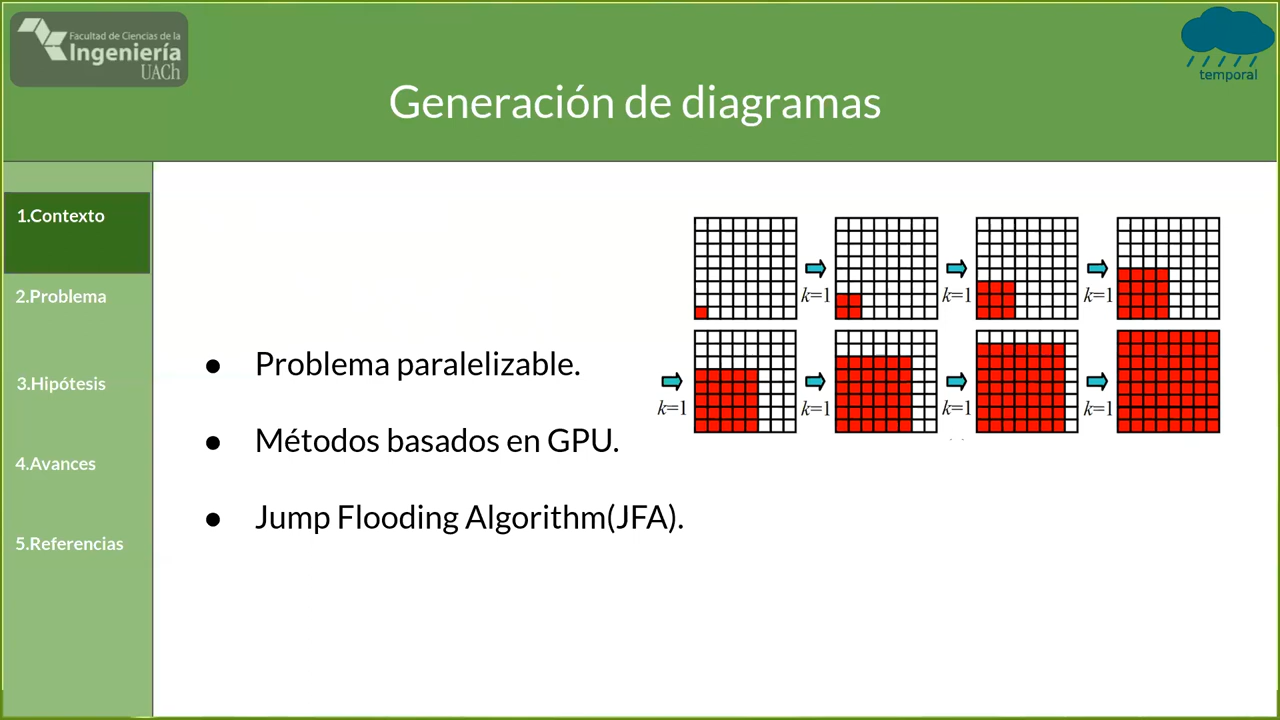 Facultad de Ciencias de la
Ingeniería
UACh
temporal
Generación de diagramas
1.Contexto
2.Problema
3.Hipótesis
4.Avances
5.Referencias
● Problema paralelizable.
● Métodos basados en GPU.
● Jump Flooding Algorithm(JFA).
k=1 k=1 k=1
k=1 k=1 k=1 k=1